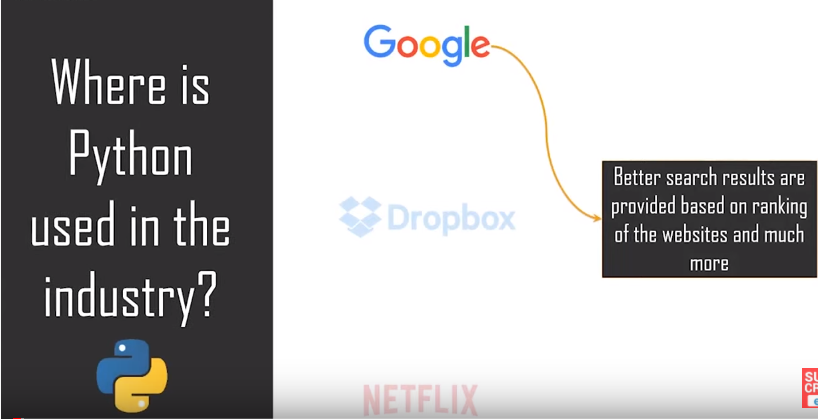 Where is
Python
used in the
industry?
Google
Dropbox
NETFLIX
Better search results are
provided based on ranking
of the websites and much
more
SU